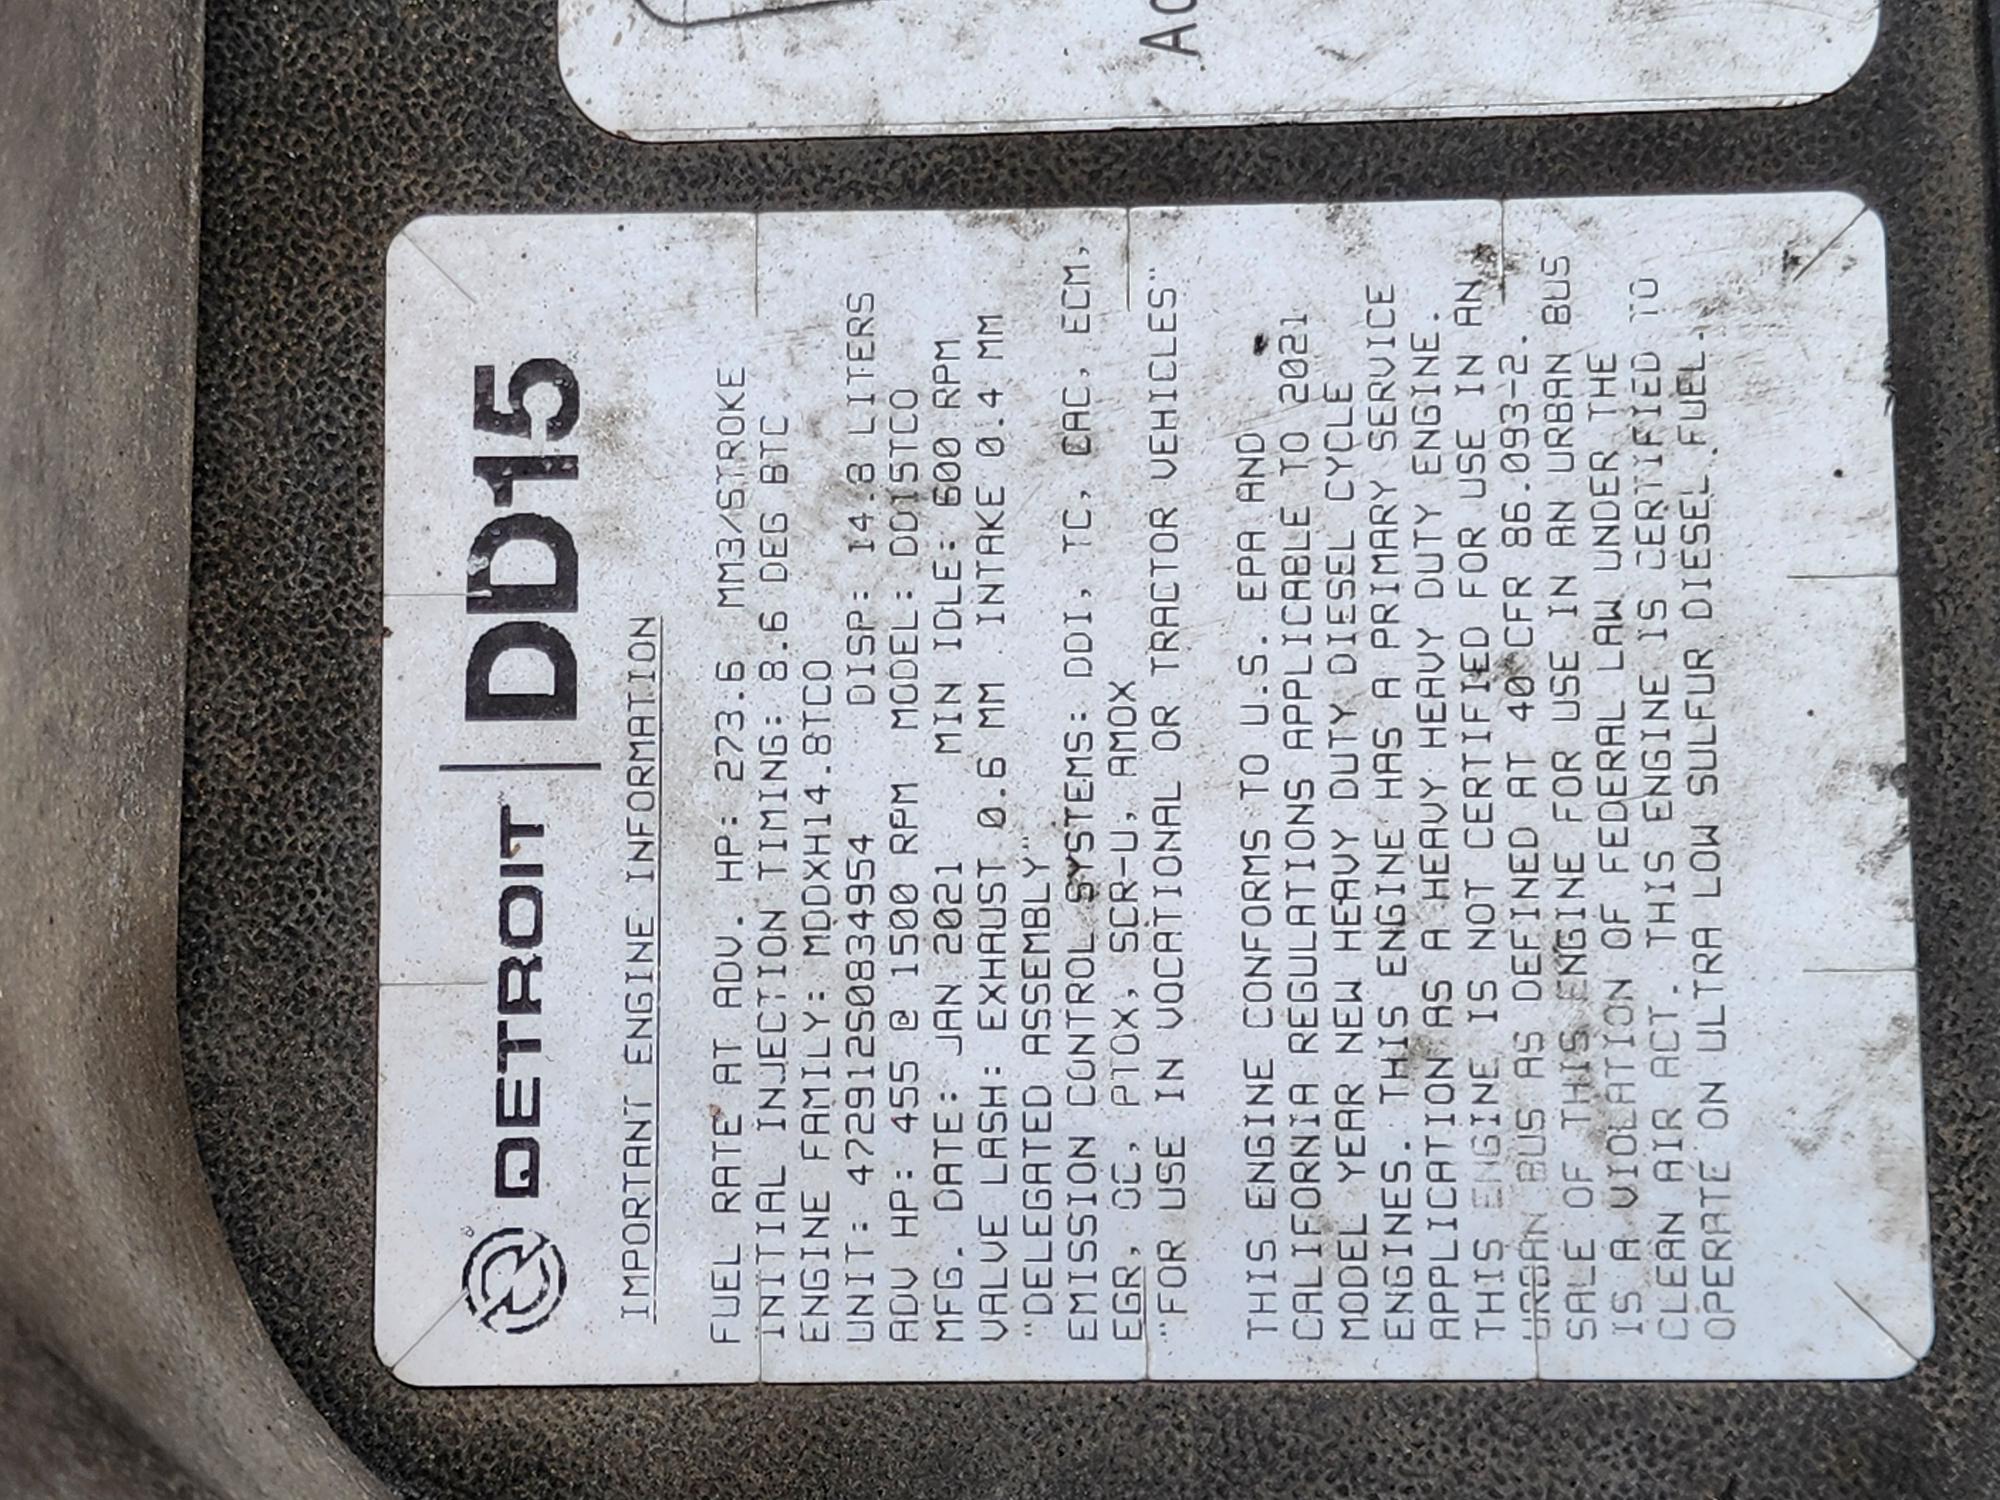 Ac
DETROIT™ | DD15
IMPORTANT ENGINE INFORMATION
FUEL RATE AT ADV. HP: 273.6 MM3/STROKE
INITIAL INJECTION TIMING: 8.6 DEG BTC
ENGINE FAMILY: MDDXH14.8TCO
UNIT: 472912S0834954 DISP: 14.8 LITERS
ADV HP: 455 @ 1500 RPM MODEL: DD15TCO
MFG. DATE: JAN 2021 MIN IDLE: 600 RPM
VALVE LASH: EXHAUST 0.6 MM INTAKE 0.4 MM
"DELEGATED ASSEMBLY"
EMISSION CONTROL SYSTEMS: DDI, TC, CAC, ECM,
EGR, OC, PTOX, SCR-U, AMOX
"FOR USE IN VOCATIONAL OR TRACTOR VEHICLES"
THIS ENGINE CONFORMS TO U.S. EPA AND
CALIFORNIA REGULATIONS APPLICABLE TO 2021
MODEL YEAR NEW HEAVY DUTY DIESEL CYCLE
ENGINES. THIS ENGINE HAS A PRIMARY SERVICE
APPLICATION AS A HEAVY HEAVY DUTY ENGINE.
THIS ENGINE IS NOT CERTIFIED FOR USE IN AN
URBAN BUS AS DEFINED AT 40 CFR 86.093-2.
SALE OF THIS ENGINE FOR USE IN AN URBAN BUS
IS A VIOLATION OF FEDERAL LAW UNDER THE
CLEAN AIR ACT. THIS ENGINE IS CERTIFIED TO
OPERATE ON ULTRA LOW SULFUR DIESEL FUEL.